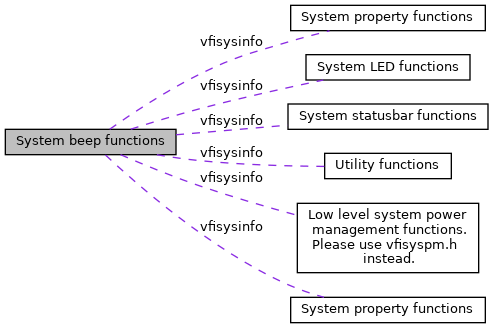 System property functions
vfisysinfo
System LED functions
vfisysinfo
System statusbar functions
vfisysinfo
System beep functions
vfisysinfo
Utility functions
vfisysinfo
Low level system power
management functions.
Please use vfisyspm.h
instead.
vfisysinfo
System property functions